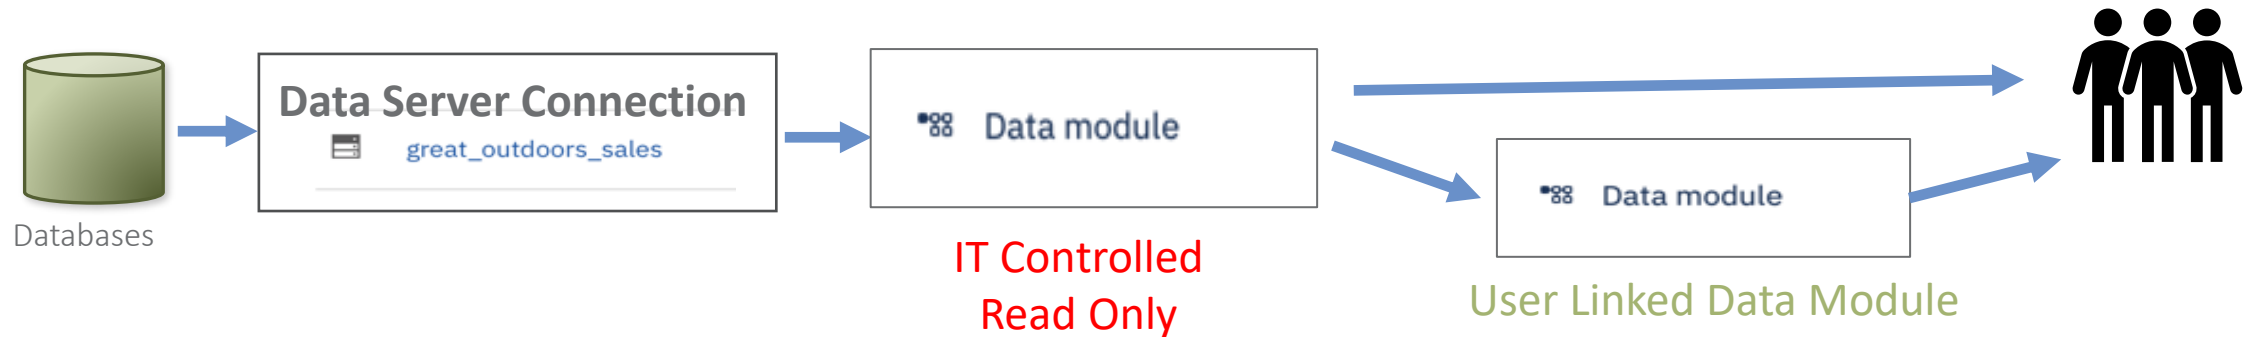 Databases
Data Server Connection
great_outdoors_sales
Data module
IT Controlled
Read Only
Data module
User Linked Data Module